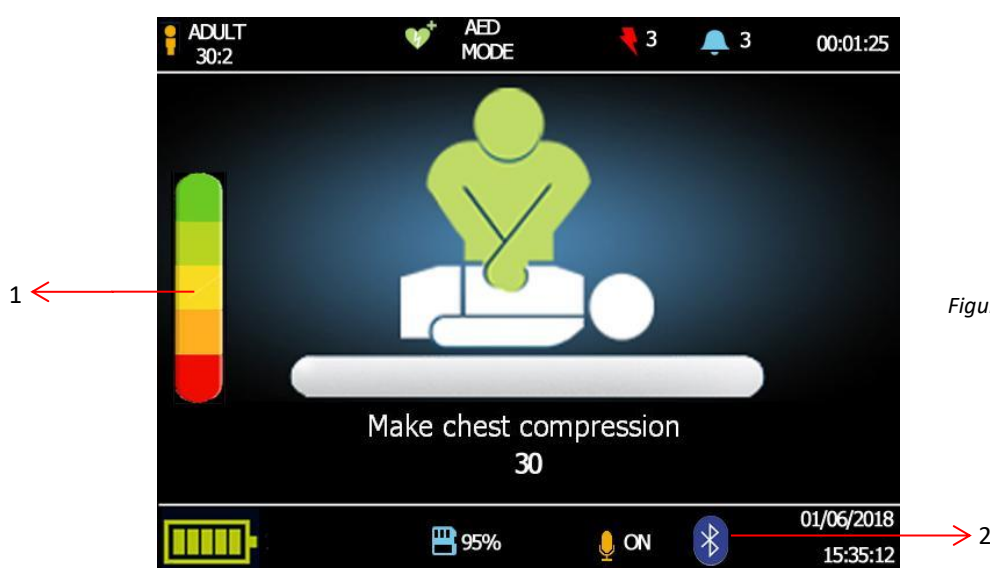 ADULT
30:2
AED
MODE
3
3
00:01:25
1
Make chest compression
30
95%
ON
01/06/2018
15:35:12
2